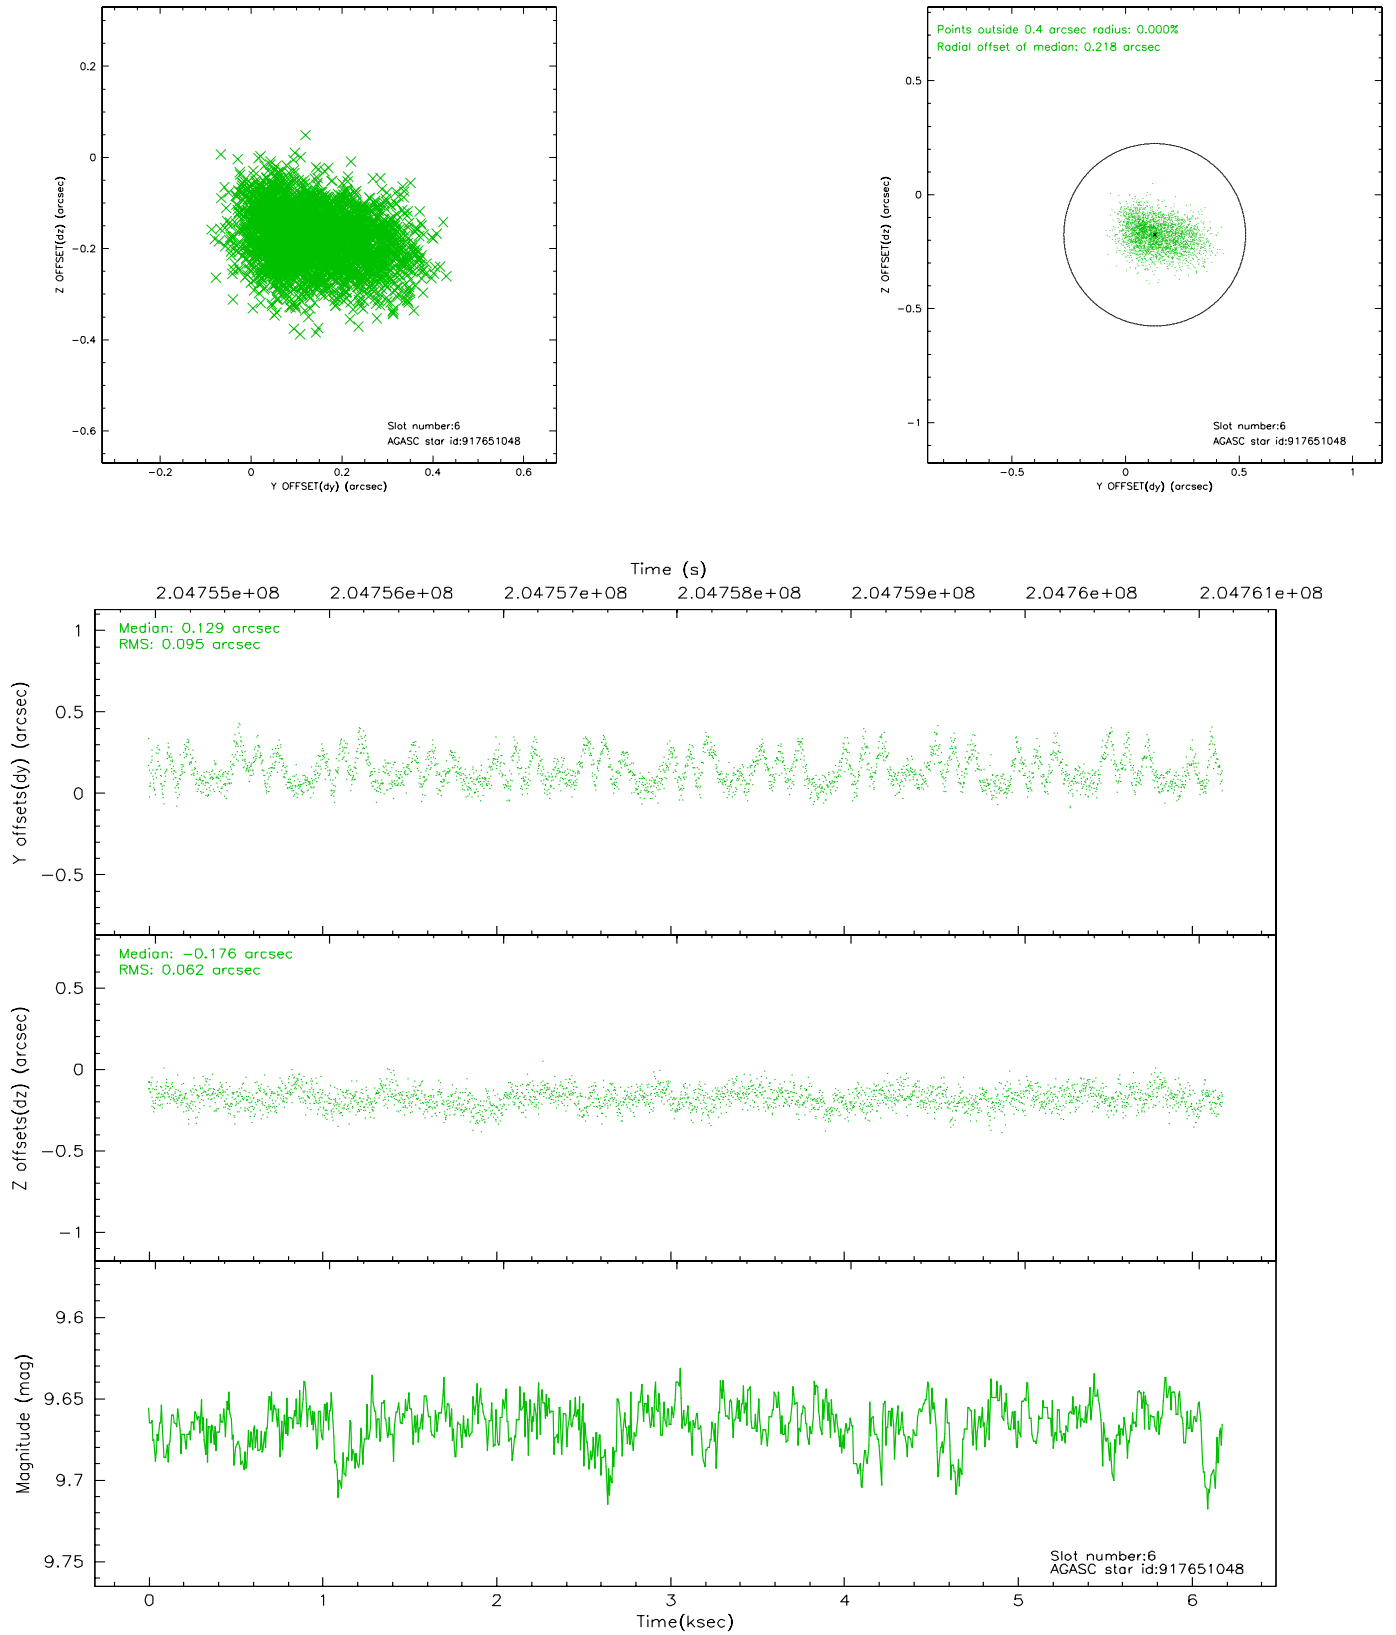 0.2
0
−0.2
−0.4
−0.6
Z OFFSET(dz) (arcsec)
−0.2 0 0.2 0.4 0.6
Y OFFSET(dy) (arcsec)
Slot number:6
AGASC star id:917651048
Points outside 0.4 arcsec radius: 0.000%
Radial offset of median: 0.218 arcsec
0.5
0
−0.5
−1
Z OFFSET(dz) (arcsec)
−0.5 0 0.5 1
Y OFFSET(dy) (arcsec)
Slot number:6
AGASC star id:917651048
Time (s)
2.04755e+08 2.04756e+08 2.04757e+08 2.04758e+08 2.04759e+08 2.0476e+08 2.04761e+08
Median: 0.129 arcsec
RMS: 0.095 arcsec
1
0.5
0
−0.5
Y offsets(dy) (arcsec)
Median: −0.176 arcsec
RMS: 0.062 arcsec
0.5
0
−0.5
−1
Z offsets(dz) (arcsec)
9.6
9.65
9.7
9.75
Magnitude (mag)
Slot number:6
AGASC star id:917651048
0 1 2 3 4 5 6
Time(ksec)